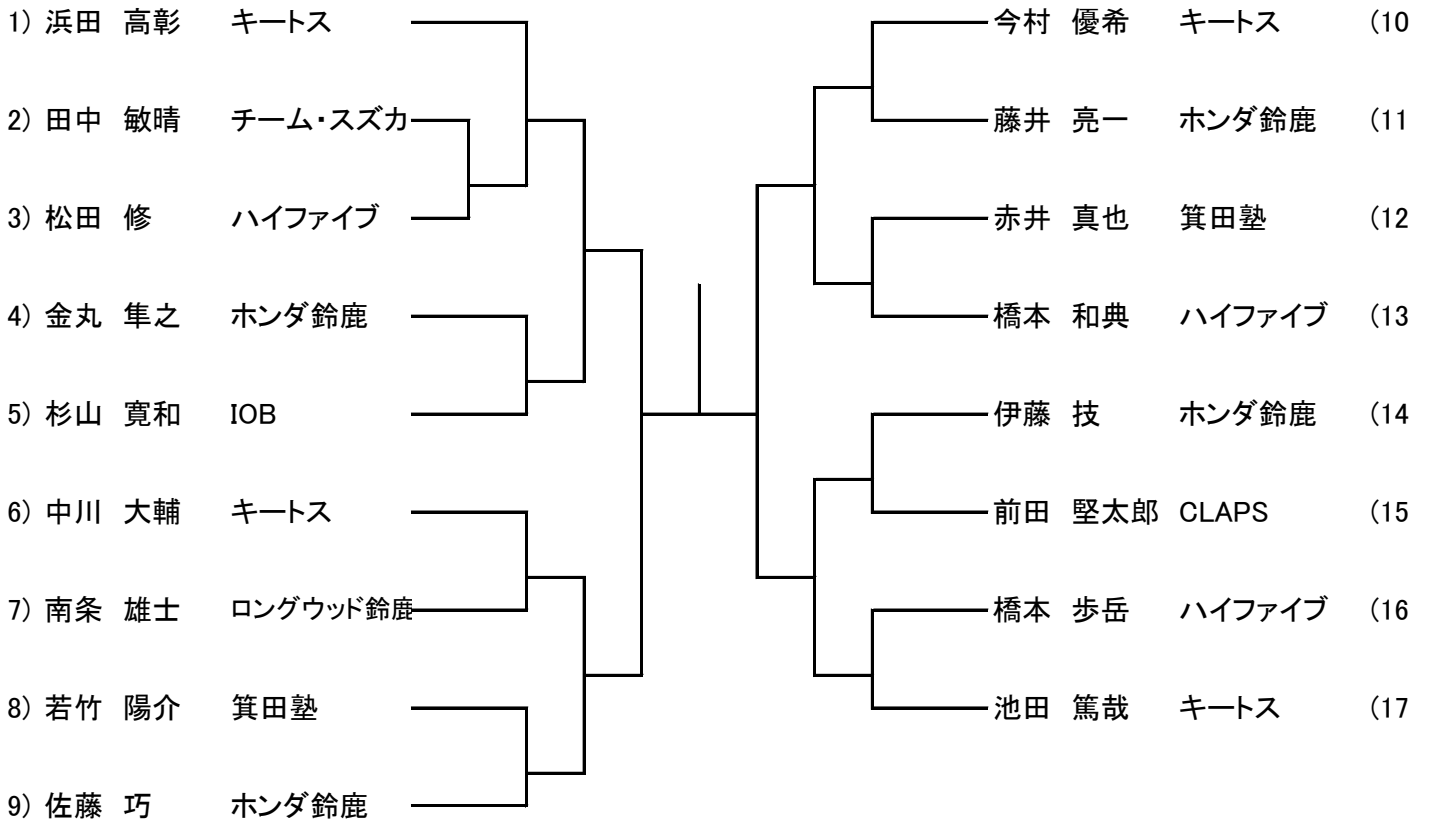 1) 浜田 高彰 キートス
2) 田中 敏晴 チーム・スズカ
3) 松田 修 ハイファイブ
4) 金丸 隼之 ホンダ鈴鹿
5) 杉山 寛和 IOB
6) 中川 大輔 キートス
7) 南条 雄士 ロングウッド鈴鹿
8) 若竹 陽介 箕田塾
9) 佐藤 巧 ホンダ鈴鹿
今村 優希 キートス (10
藤井 亮一 ホンダ鈴鹿 (11
赤井 真也 箕田塾 (12
橋本 和典 ハイファイブ (13
伊藤 技 ホンダ鈴鹿 (14
前田 堅太郎 CLAPS (15
橋本 歩岳 ハイファイブ (16
池田 篤哉 キートス (17